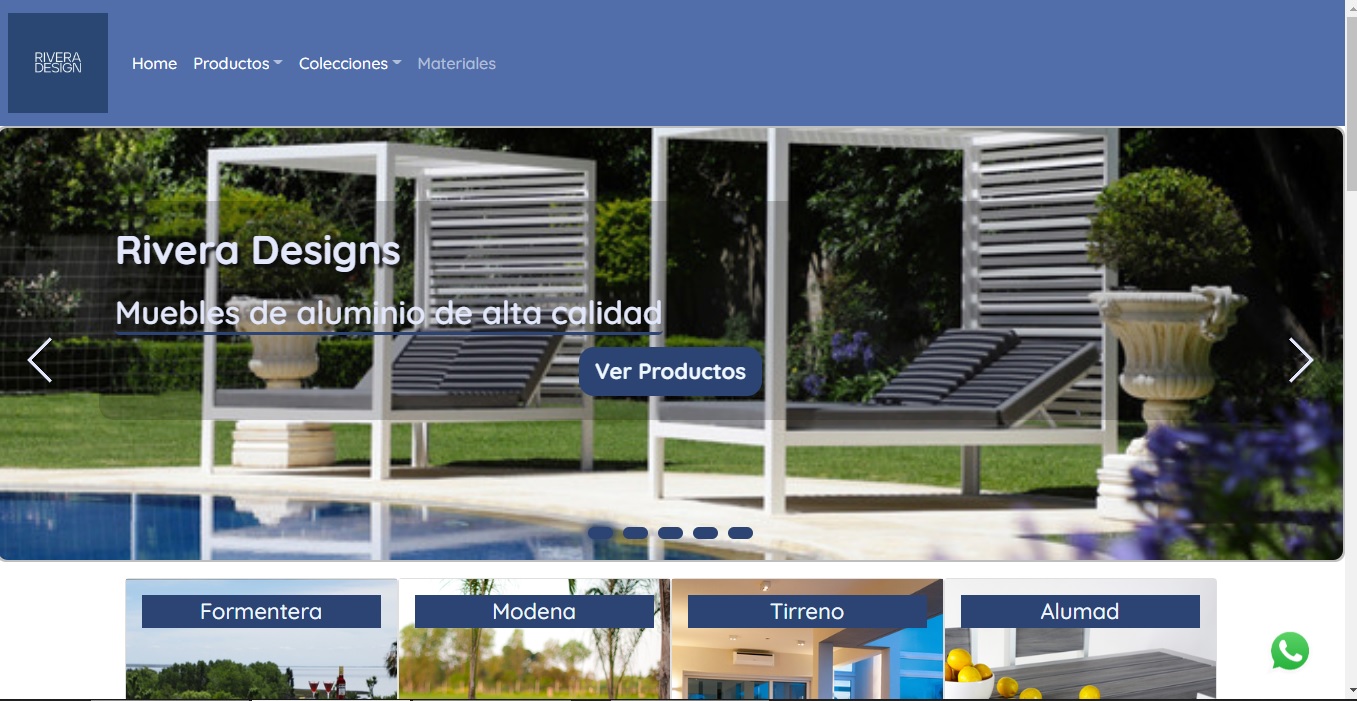 RIVERA
DESIGN
Home Productos Colecciones Materiales
Rivera Designs
Muebles de aluminio de alta calidad
Ver Productos
Formentera Modena Tirreno Alumad